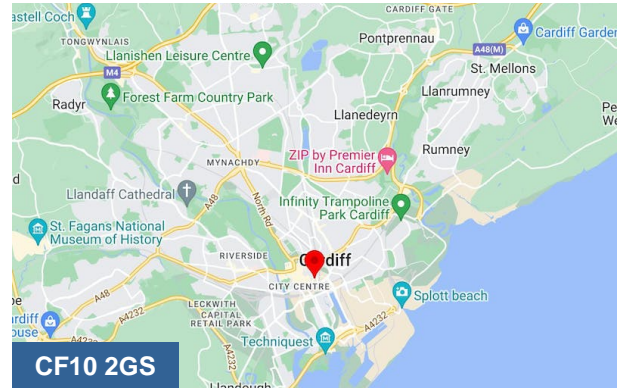 CARDIFF GATE
astell Coch
TONGWYNLAIS
Pontprennau
A48(M)
Cardiff Garden
Llanishen Leisure Centre
St. Mellons
M4
Radyr
Forest Farm Country Park
Llanrumney
Llanedeyrn
Pe
We
MYNACHDY
ZIP by Premier
Inn Cardiff
Rumney
d
Llandaff Cathedral
A48
North Rd
Infinity Trampoline
Park Cardiff
St. Fagans National
Museum of History
RIVERSIDE
Cardiff
CITY CENTRE
Splott beach
be
A48
A4232
LECKWITH
CAPITAL
RETAIL PARK
ardiff
ouse
A4232
A4232
Techniquest
Llandough
CF10 2GS